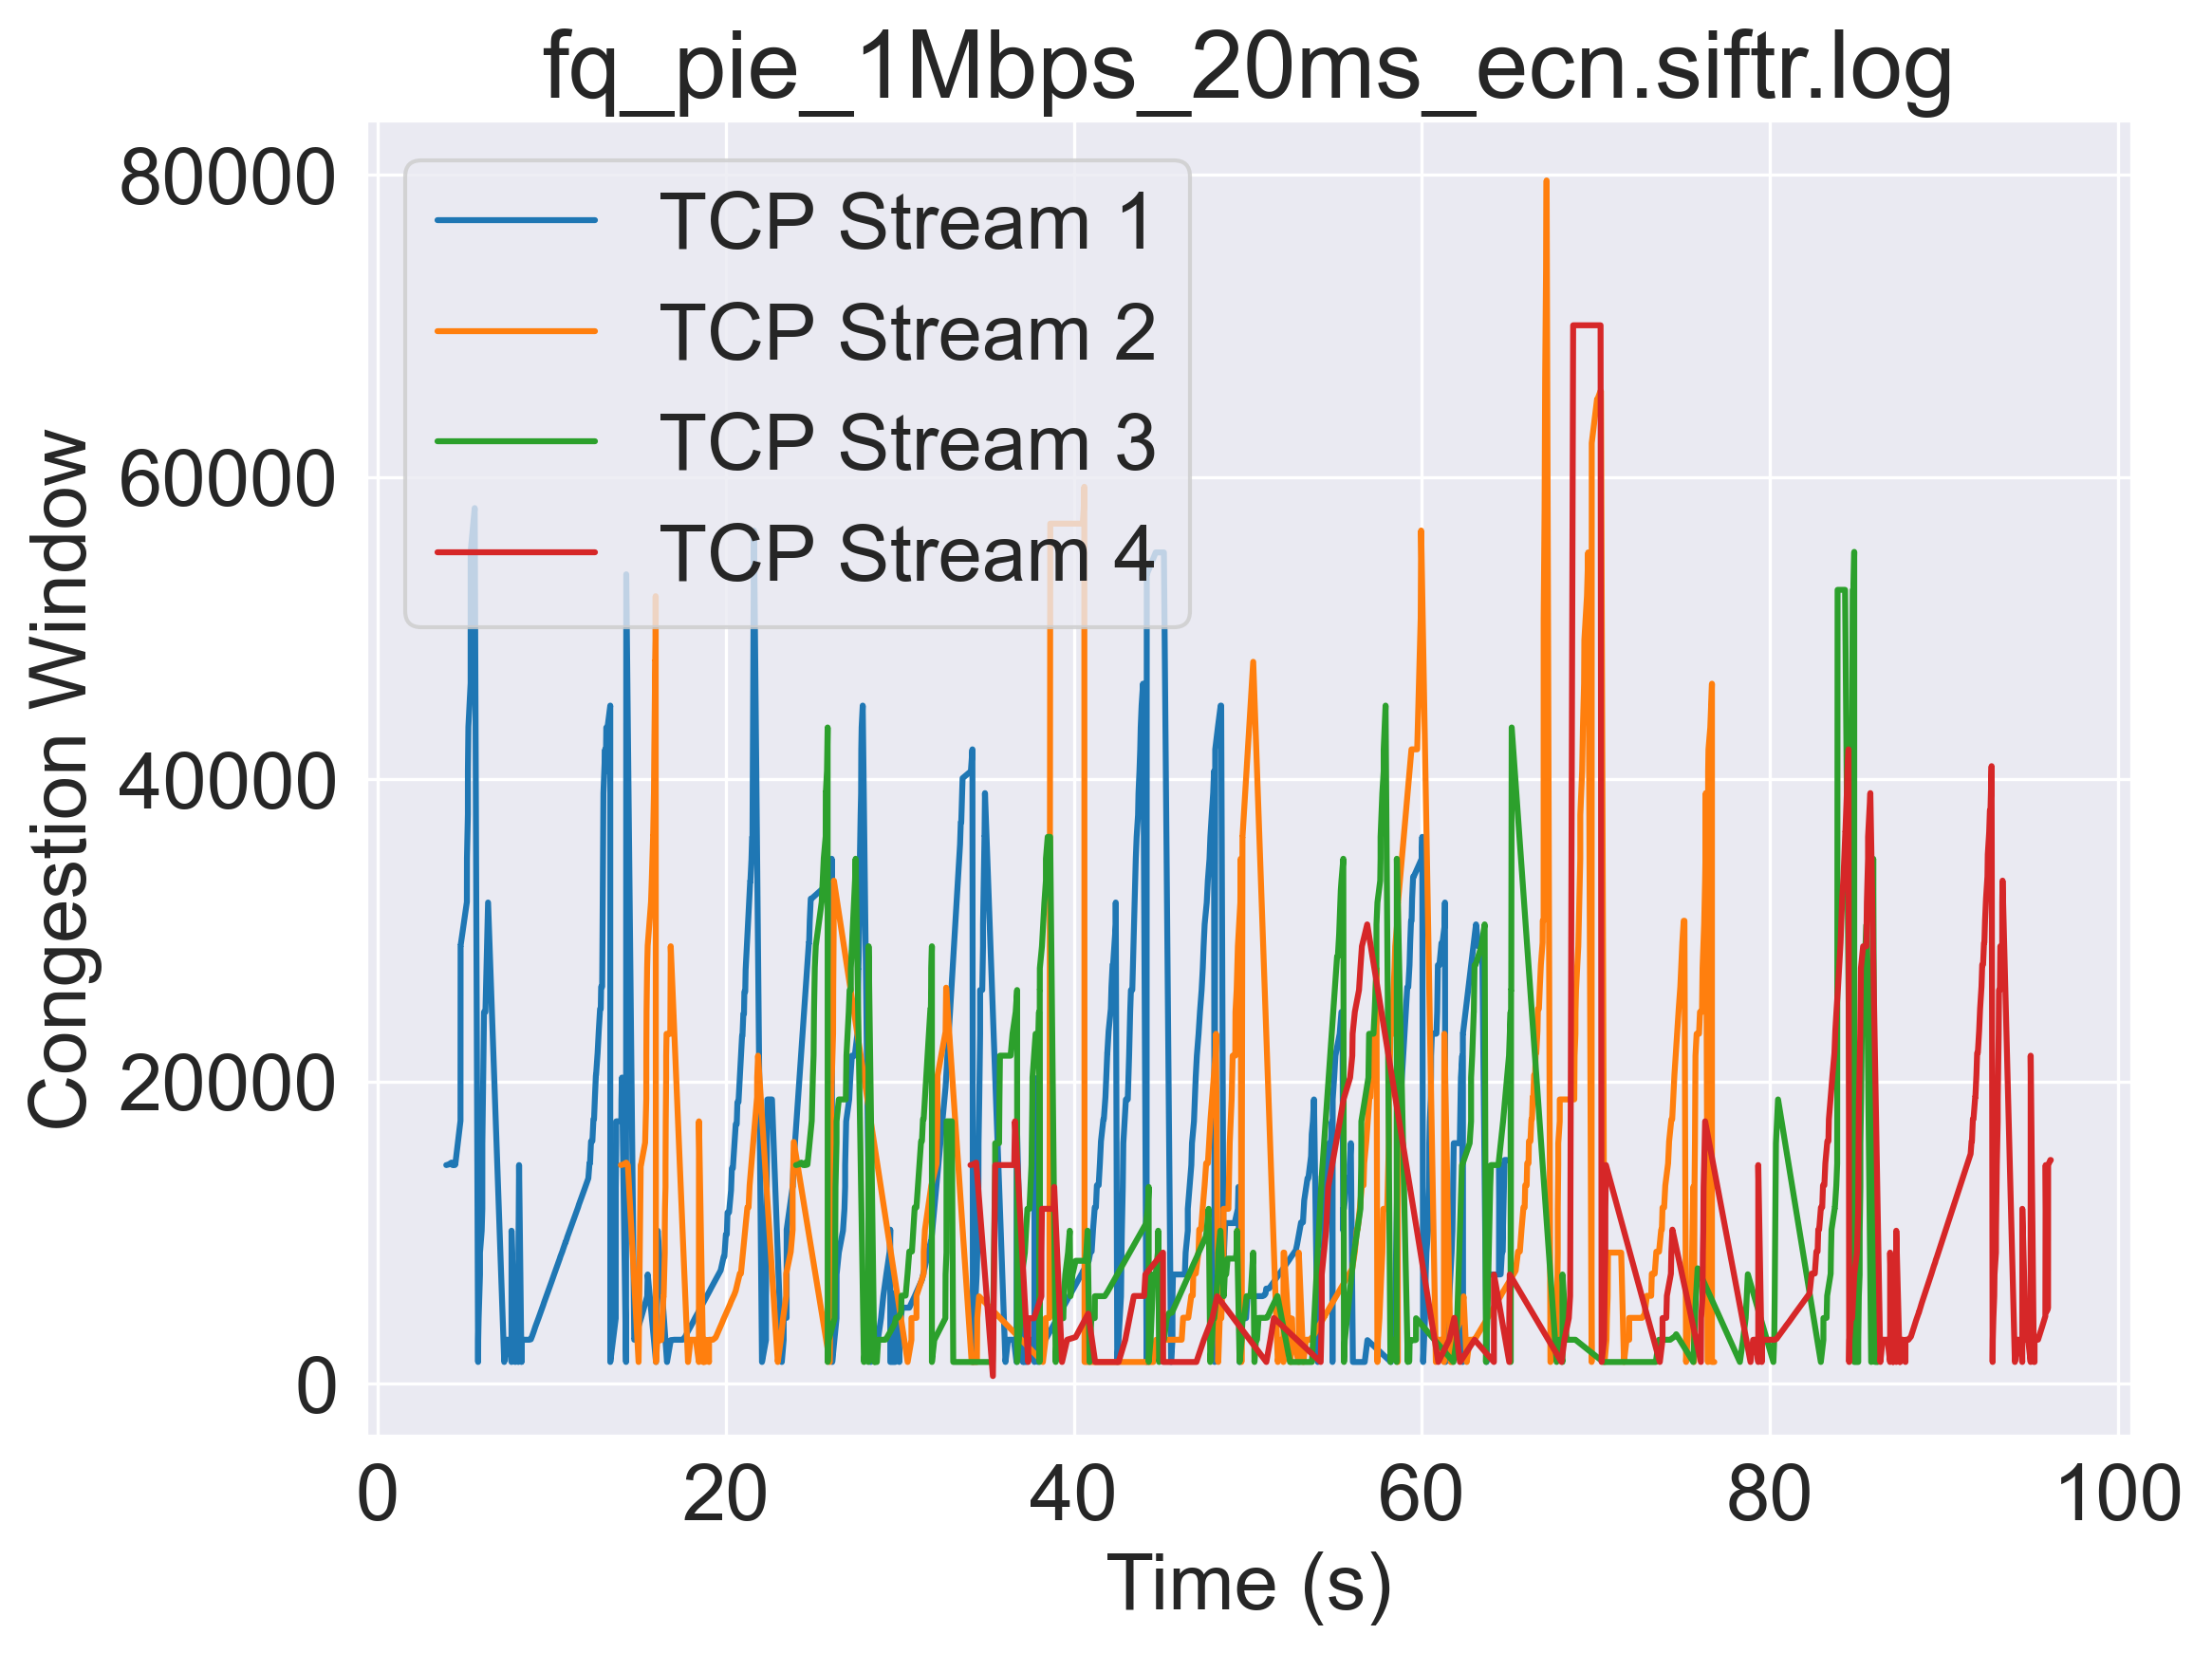 fq_pie_1Mbps_20ms_ecn.siftr.log
80000
60000
40000
20000
0
Congestion Window
TCP Stream 1
TCP Stream 2
TCP Stream 3
TCP Stream 4
0 20 40 60 80 100
Time (s)